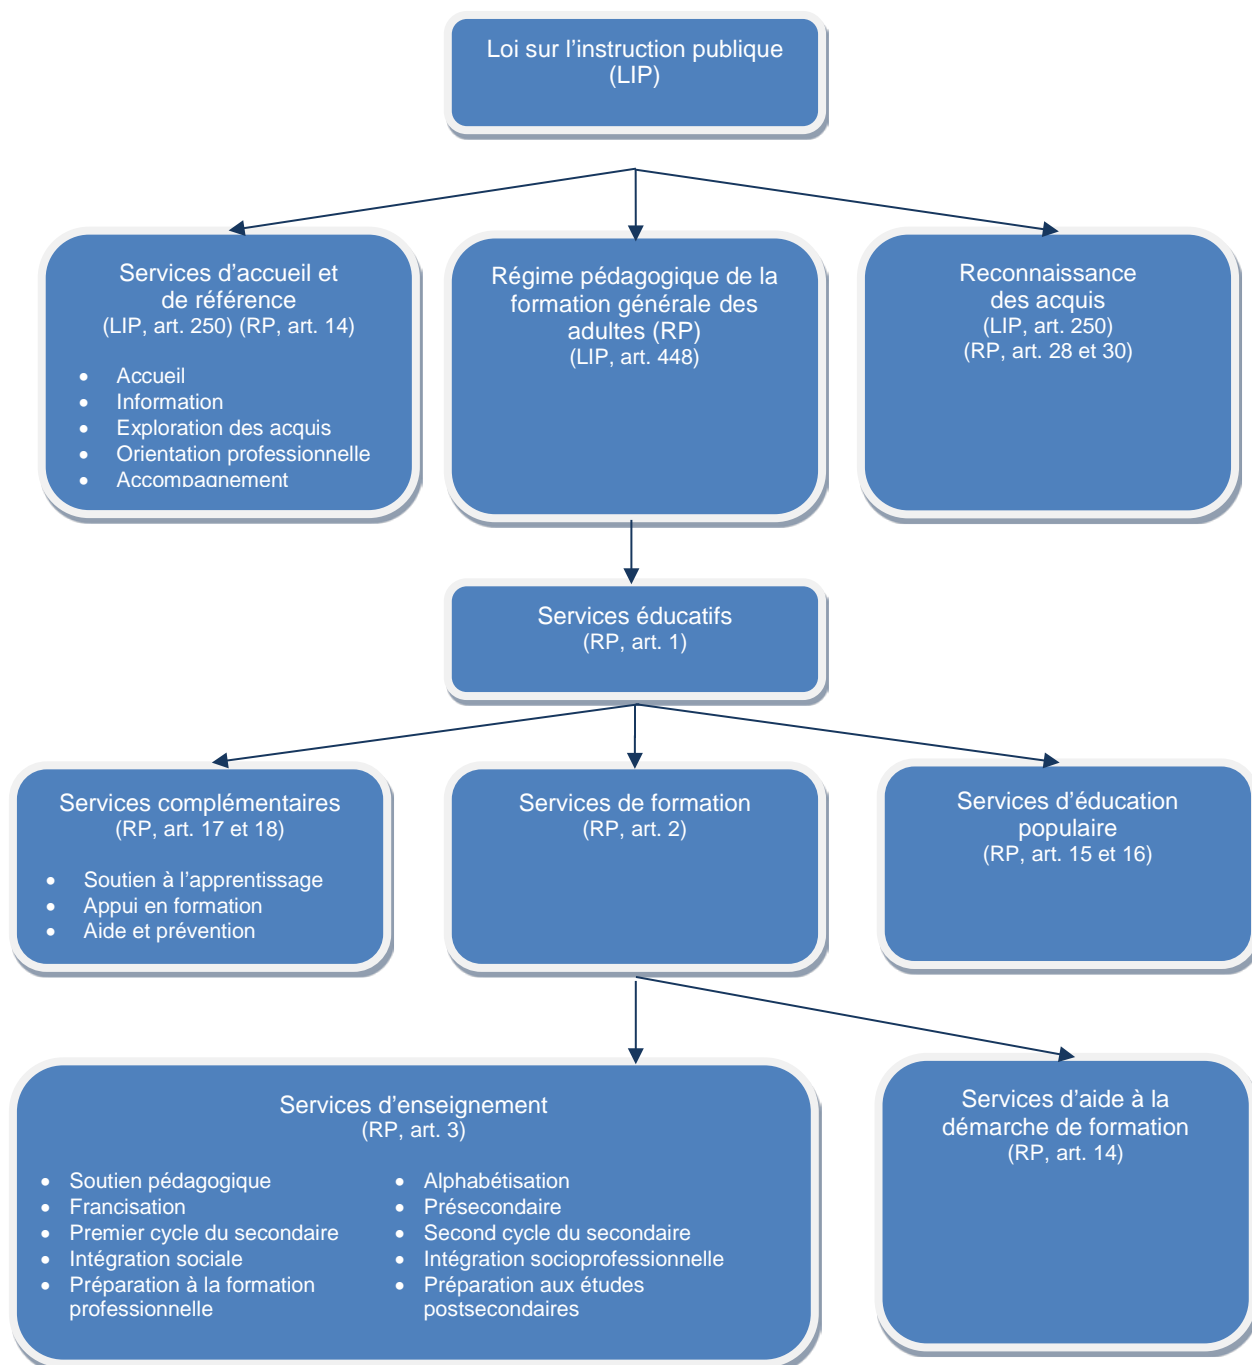 Loi sur l’instruction publique
(LIP)
Services d’accueil et
de référence
(LIP, art. 250) (RP, art. 14)
• Accueil
• Information
• Exploration des acquis
• Orientation professionnelle
• Accompagnement
Régime pédagogique de la
formation générale des
adultes (RP)
(LIP, art. 448)
Reconnaissance
des acquis
(LIP, art. 250)
(RP, art. 28 et 30)
Services éducatifs
(RP, art. 1)
Services complémentaires
(RP, art. 17 et 18)
• Soutien à l’apprentissage
• Appui en formation
• Aide et prévention
Services de formation
(RP, art. 2)
Services d’éducation
populaire
(RP, art. 15 et 16)
Services d’enseignement
(RP, art. 3)
• Soutien pédagogique
• Francisation
• Premier cycle du secondaire
• Intégration sociale
• Préparation à la formation
professionnelle
• Alphabétisation
• Présecondaire
• Second cycle du secondaire
• Intégration socioprofessionnelle
• Préparation aux études
postsecondaires
Services d’aide à la
démarche de formation
(RP, art. 14)